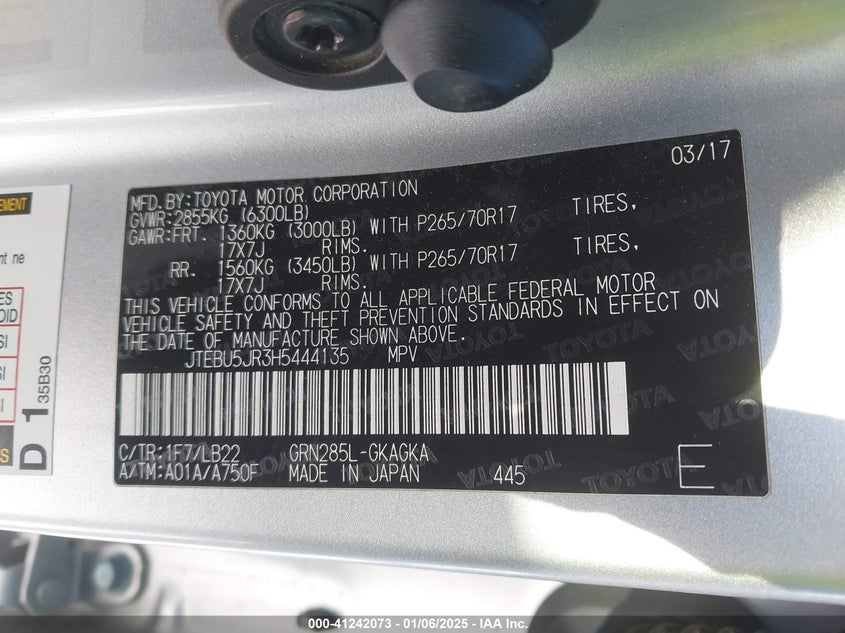 03/17
MFD.BY:TOYOTA MOTOR CORPORATION
GVWR:2855KG (6300LB)
GAWR:FRT. 1360KG (3000LB) WITH P265/70R17 TIRES,
17X7J RIMS.
RR. 1560KG (3450LB) WITH P265/70R17 TIRES,
17X7J RIMS.
THIS VEHICLE CONFORMS TO ALL APPLICABLE FEDERAL MOTOR
VEHICLE SAFETY AND THEFT PREVENTION STANDARDS IN EFFECT ON
THE DATE OF MANUFACTURE SHOWN ABOVE.
JTEBU5JR3H5444135 MPV
C/TR:1F7/LB22 GRN285L-GKAGKA
A/TM:A01A/A750F MADE IN JAPAN 445 E
D 1 35B30
000-41242073 - 01/06/2025 - IAA Inc.